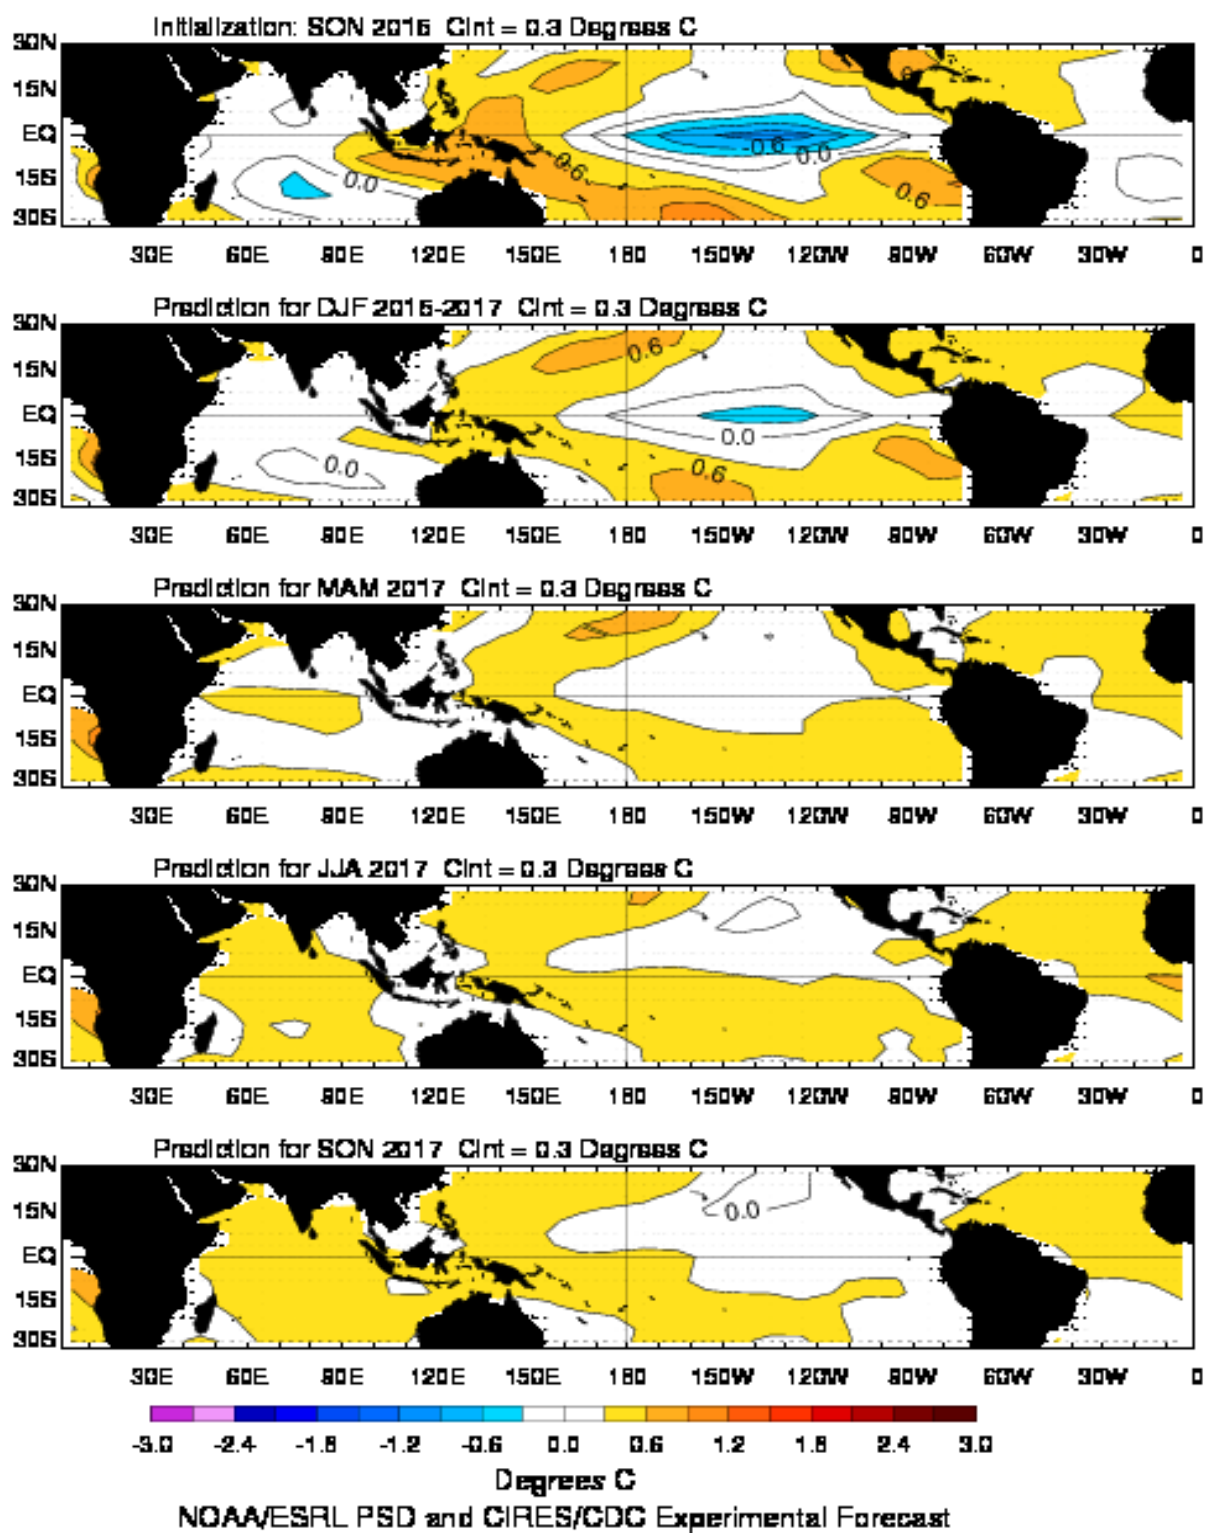 Initialization: SON 2016 CInt = 0.3 Degrees C
30N
15N
EQ
15S
30S
0.6
0.0
0.6
0.0
0.6
30E 60E 90E 120E 150E 180 150W 120W 90W 60W 30W 0
Prediction for DJF 2016-2017 CInt = 0.3 Degrees C
30N
15N
EQ
15S
30S
0.6
0.0
0.0
0.6
30E 60E 90E 120E 150E 180 150W 120W 90W 60W 30W 0
Prediction for MAM 2017 CInt = 0.3 Degrees C
30N
15N
EQ
15S
30S
30E 60E 90E 120E 150E 180 150W 120W 90W 60W 30W 0
Prediction for JJA 2017 CInt = 0.3 Degrees C
30N
15N
EQ
15S
30S
30E 60E 90E 120E 150E 180 150W 120W 90W 60W 30W 0
Prediction for SON 2017 CInt = 0.3 Degrees C
30N
15N
EQ
15S
30S
0.0
30E 60E 90E 120E 150E 180 150W 120W 90W 60W 30W 0
-3.0 -2.4 -1.8 -1.2 -0.6 0.0 0.6 1.2 1.8 2.4 3.0
Degrees C
NOAA/ESRL PSD and CIRES/CDC Experimental Forecast